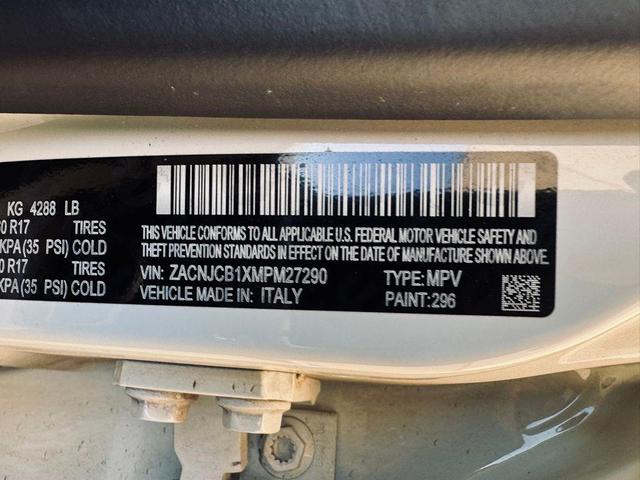 KG 4288 LB
R17 TIRES
KPA (35 PSI) COLD
R17 TIRES
KPA (35 PSI) COLD
THIS VEHICLE CONFORMS TO ALL APPLICABLE U.S. FEDERAL MOTOR VEHICLE SAFETY AND
THEFT PREVENTION STANDARDS IN EFFECT ON THE DATE OF MANUFACTURE SHOWN ABOVE.
VIN: ZACNJCB1XMPM27290 TYPE: MPV
VEHICLE MADE IN: ITALY PAINT: 296